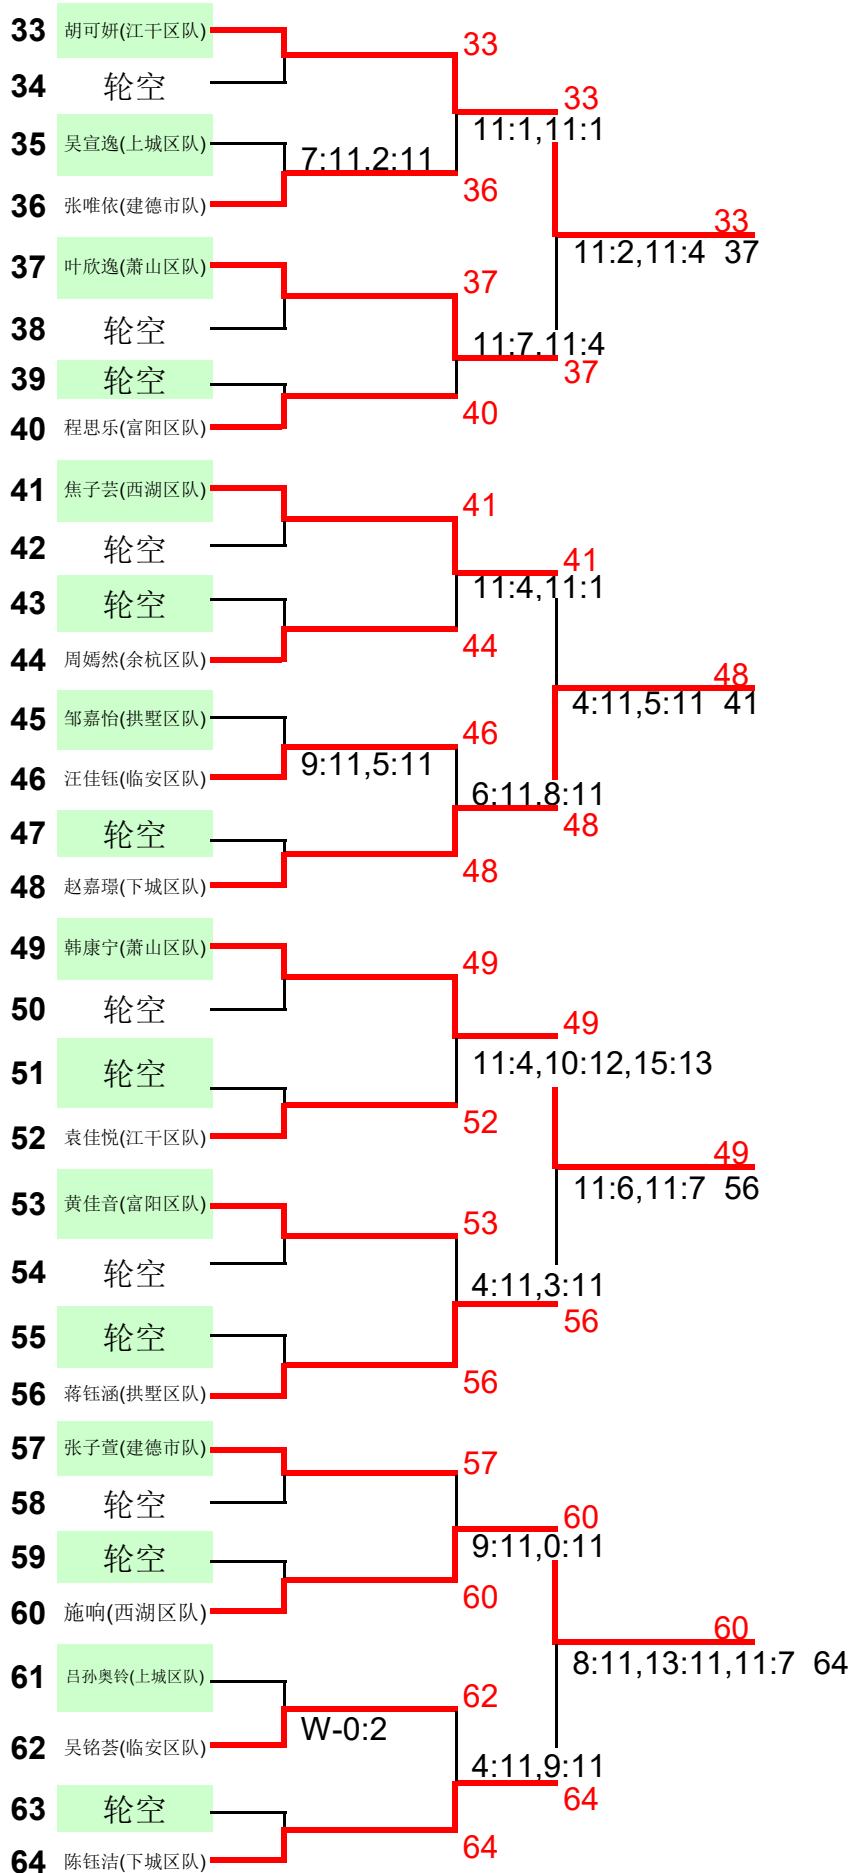 33 胡可妍(江干区队)
33
34 轮空
33
11:1,11:1
35 吴宣逸(上城区队)
7:11,2:11
36
36 张唯依(建德市队)
33
11:2,11:4 37
37 叶欣逸(萧山区队)
37
38 轮空
11:7,11:4
37
39 轮空
40
40 程思乐(富阳区队)
41 焦子芸(西湖区队)
41
42 轮空
41
11:4,11:1
43 轮空
44
44 周嫣然(余杭区队)
48
4:11,5:11 41
45 邹嘉怡(拱墅区队)
46
9:11,5:11
46 汪佳钰(临安区队)
6:11,8:11
48
47 轮空
48
48 赵嘉璟(下城区队)
49 韩康宁(萧山区队)
49
50 轮空
49
11:4,10:12,15:13
51 轮空
52
52 袁佳悦(江干区队)
49
11:6,11:7 56
53 黄佳音(富阳区队)
53
54 轮空
4:11,3:11
56
55 轮空
56
56 蒋钰涵(拱墅区队)
57 张子萱(建德市队)
57
58 轮空
60
9:11,0:11
59 轮空
60
60 施响(西湖区队)
60
8:11,13:11,11:7 64
61 吕孙奥铃(上城区队)
62
W-0:2
62 吴铭荟(临安区队)
4:11,9:11
64
63 轮空
64
64 陈钰洁(下城区队)